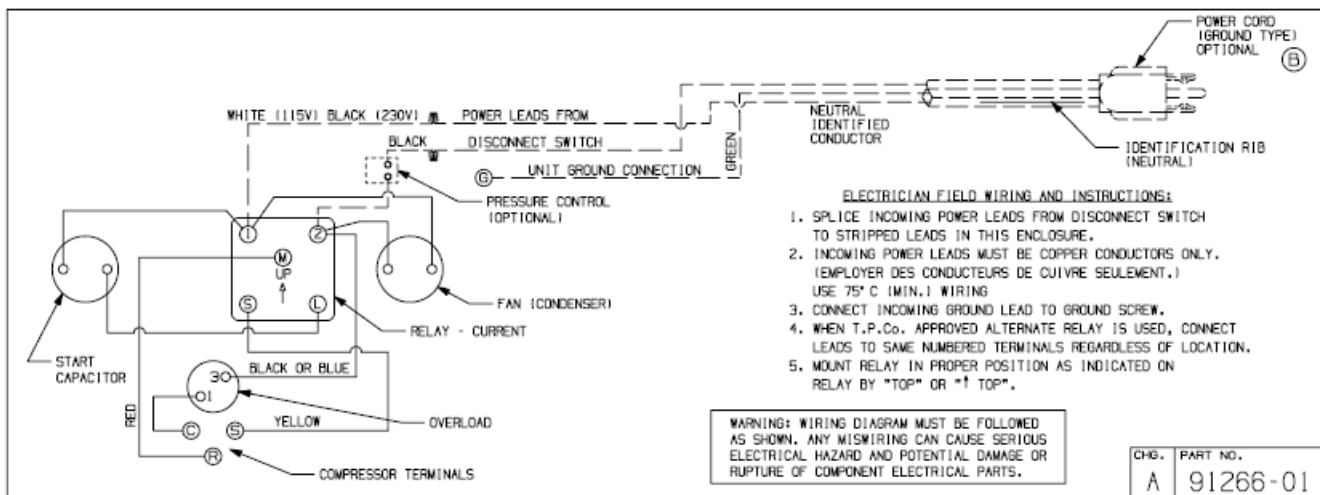 POWER CORD
(GROUND TYPE)
OPTIONAL
B
WHITE (115V) BLACK (230V)
POWER LEADS FROM
BLACK
DISCONNECT SWITCH
NEUTRAL
IDENTIFIED
CONDUCTOR
GREEN
IDENTIFICATION RIB
(NEUTRAL)
G
UNIT GROUND CONNECTION
PRESSURE CONTROL
(OPTIONAL)
1
2
M
UP
S
L
FAN (CONDENSER)
RELAY - CURRENT
START
CAPACITOR
BLACK OR BLUE
3
1
OVERLOAD
RED
YELLOW
C
S
R
COMPRESSOR TERMINALS
ELECTRICIAN FIELD WIRING AND INSTRUCTIONS:
1. SPLICE INCOMING POWER LEADS FROM DISCONNECT SWITCH
TO STRIPPED LEADS IN THIS ENCLOSURE.
2. INCOMING POWER LEADS MUST BE COPPER CONDUCTORS ONLY.
(EMPLOYER DES CONDUCTEURS DE CUIVRE SEULEMENT.)
USE 75°C (MIN.) WIRING
3. CONNECT INCOMING GROUND LEAD TO GROUND SCREW.
4. WHEN T.P.Co. APPROVED ALTERNATE RELAY IS USED, CONNECT
LEADS TO SAME NUMBERED TERMINALS REGARDLESS OF LOCATION.
5. MOUNT RELAY IN PROPER POSITION AS INDICATED ON
RELAY BY "TOP" OR "↑ TOP".
WARNING: WIRING DIAGRAM MUST BE FOLLOWED
AS SHOWN. ANY MISWIRING CAN CAUSE SERIOUS
ELECTRICAL HAZARD AND POTENTIAL DAMAGE OR
RUPTURE OF COMPONENT ELECTRICAL PARTS.
CHG.
A
PART NO.
91266-01